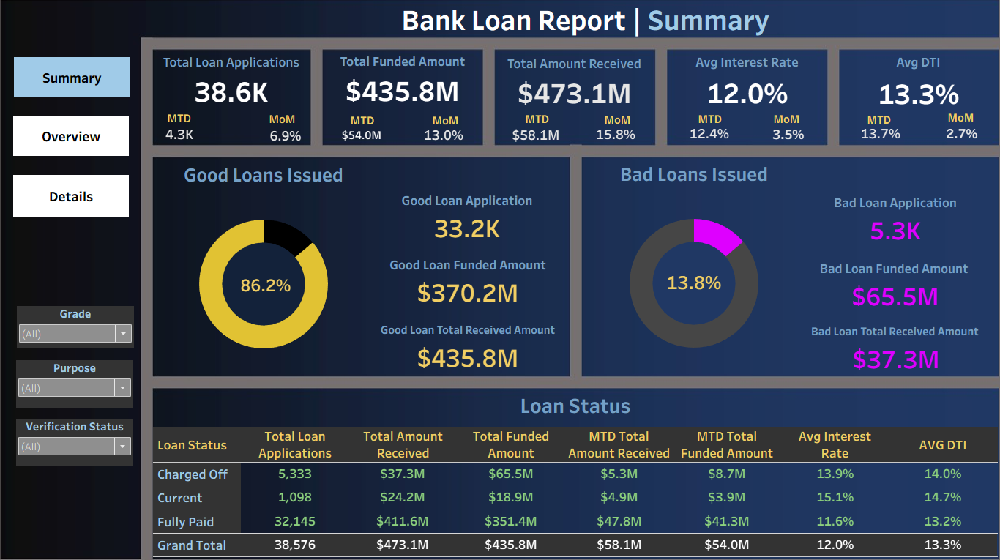 Bank Loan Report | Summary
Summary
Overview
Details
Grade
(All)
Purpose
(All)
Verification Status
(All)
Total Loan Applications
38.6K
MTD MoM
4.3K 6.9%
Total Funded Amount
$435.8M
MTD MoM
$54.0M 13.0%
Total Amount Received
$473.1M
MTD MoM
$58.1M 15.8%
Avg Interest Rate
12.0%
MTD MoM
12.4% 3.5%
Avg DTI
13.3%
MTD MoM
13.7% 2.7%
Good Loans Issued
86.2%
Good Loan Application
33.2K
Good Loan Funded Amount
$370.2M
Good Loan Total Received Amount
$435.8M
Bad Loans Issued
13.8%
Bad Loan Application
5.3K
Bad Loan Funded Amount
$65.5M
Bad Loan Total Received Amount
$37.3M
Loan Status
Loan Status Total Loan Applications Total Amount Received Total Funded Amount MTD Total Amount Received MTD Total Funded Amount Avg Interest Rate AVG DTI
Charged Off 5,333 $37.3M $65.5M $5.3M $8.7M 13.9% 14.0%
Current 1,098 $24.2M $18.9M $4.9M $3.9M 15.1% 14.7%
Fully Paid 32,145 $411.6M $351.4M $47.8M $41.3M 11.6% 13.2%
Grand Total 38,576 $473.1M $435.8M $58.1M $54.0M 12.0% 13.3%